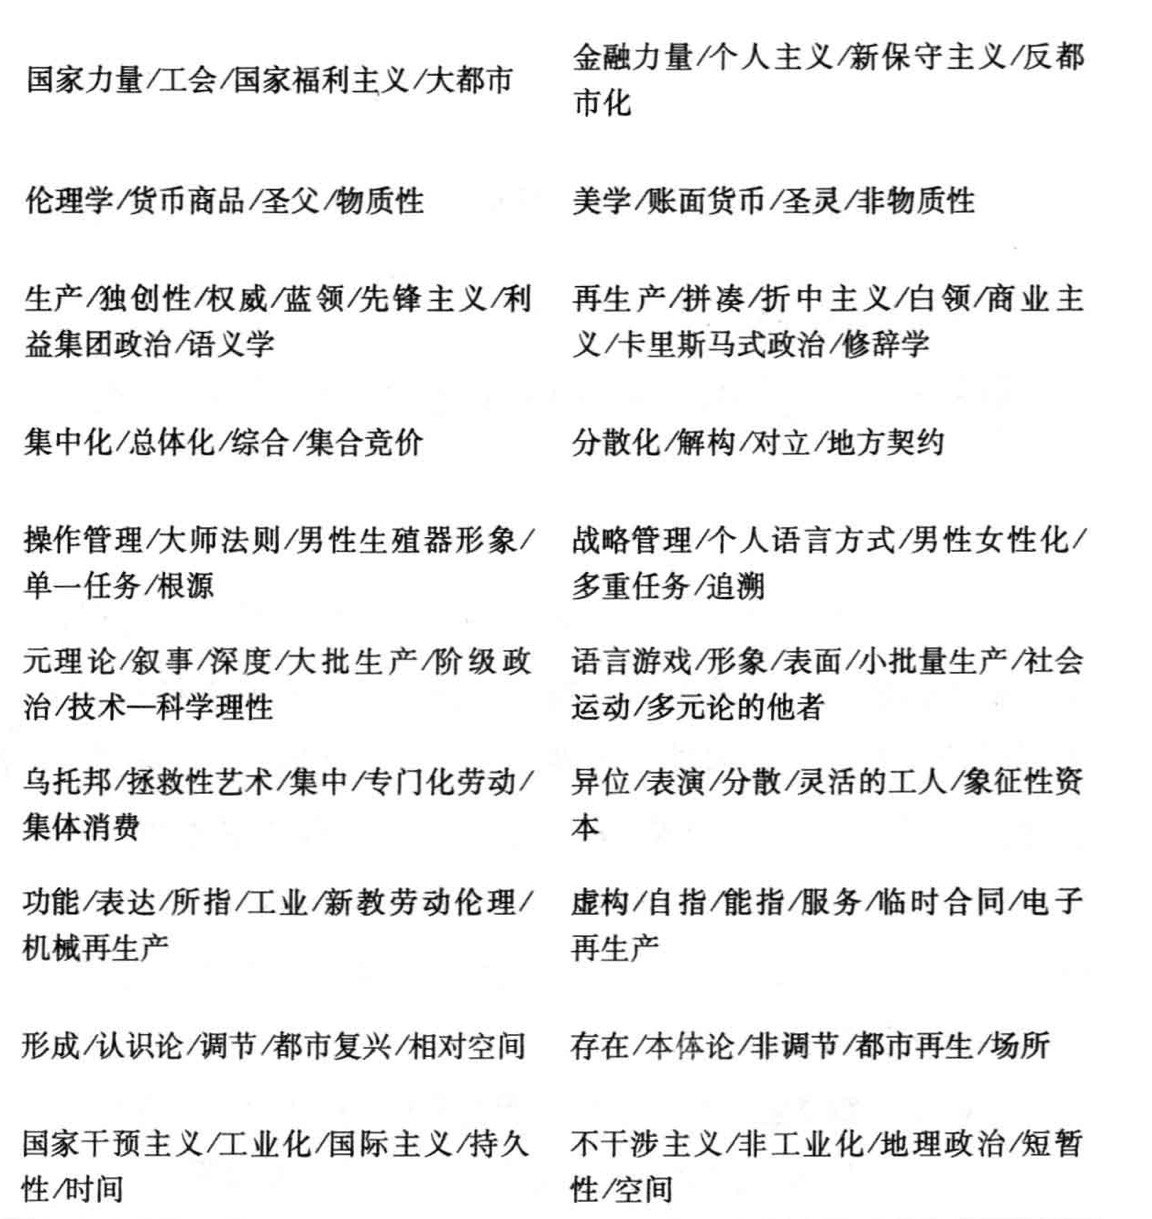 国家力量/工会/国家福利主义/大都市
金融力量/个人主义/新保守主义/反都
市化
伦理学/货币商品/圣父/物质性
美学/账面货币/圣灵/非物质性
生产/独创性/权威/蓝领/先锋主义/利
益集团政治/语义学
再生产/拼凑/折中主义/白领/商业主
义/卡里斯马式政治/修辞学
集中化/总体化/综合/集合竞价
分散化/解构/对立/地方契约
操作管理/大师法则/男性生殖器形象/
单一任务/根源
战略管理/个人语言方式/男性女性化/
多重任务/追溯
元理论/叙事/深度/大批生产/阶级政
治/技术—科学理性
语言游戏/形象/表面/小批量生产/社会
运动/多元论的他者
乌托邦/拯救性艺术/集中/专门化劳动/
集体消费
异位/表演/分散/灵活的工人/象征性资
本
功能/表达/所指/工业/新教劳动伦理/
机械再生产
虚构/自指/能指/服务/临时合同/电子
再生产
形成/认识论/调节/都市复兴/相对空间
存在/本体论/非调节/都市再生/场所
国家干预主义/工业化/国际主义/持久
性/时间
不干涉主义/非工业化/地理政治/短暂
性/空间